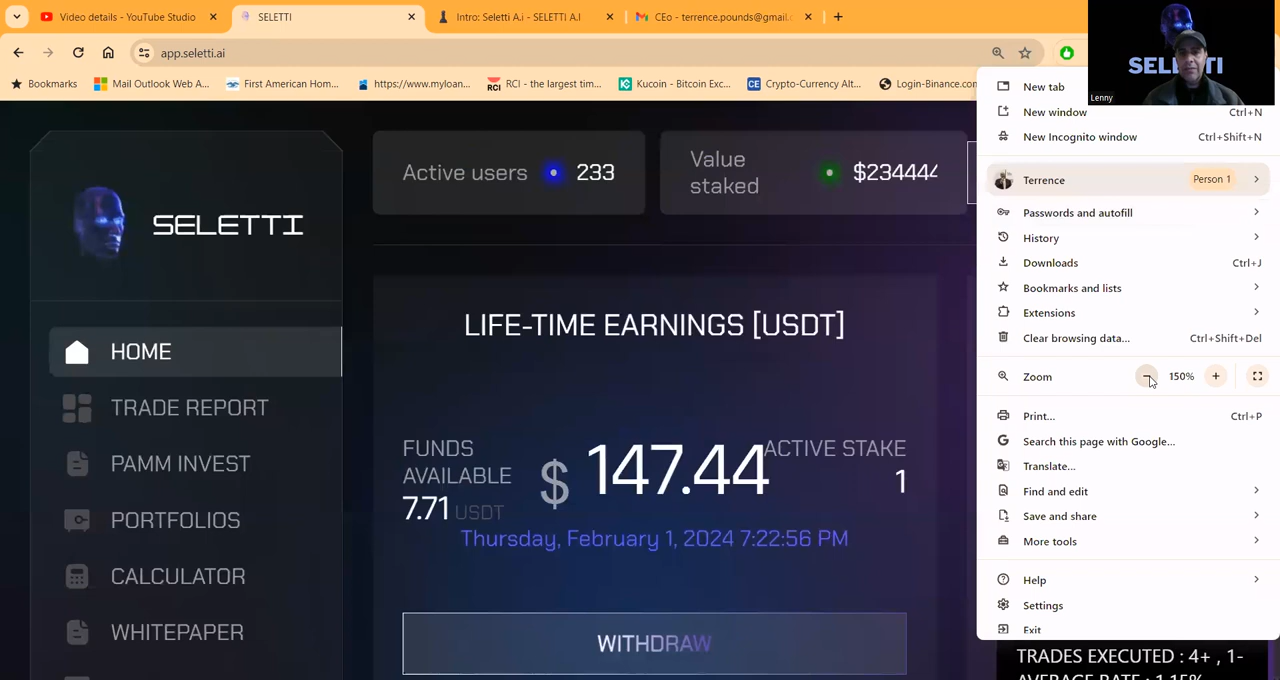 Video details - YouTube Studio
SELETTI
Intro: Seletti A.i - SELETTI A.I
CEo - terrence.pounds@gmail.c
app.seletti.ai
Bookmarks
Mail Outlook Web A...
First American Hom...
https://www.myloan...
RCI - the largest tim...
Kucoin - Bitcoin Exc...
Crypto-Currency Alt...
Login-Binance.com
SELETTI
Lenny
New tab
New window Ctrl+N
New Incognito window Ctrl+Shift+N
Terrence Person 1
Passwords and autofill
History
Downloads Ctrl+J
Bookmarks and lists
Extensions
Clear browsing data... Ctrl+Shift+Del
Zoom 150%
Print... Ctrl+P
Search this page with Google...
Translate...
Find and edit
Save and share
More tools
Help
Settings
Exit
SELETTI
HOME
TRADE REPORT
PAMM INVEST
PORTFOLIOS
CALCULATOR
WHITEPAPER
Active users 233
Value
staked
$234444
LIFE-TIME EARNINGS [USDT]
FUNDS
AVAILABLE
7.71 USDT
$ 147.44
ACTIVE STAKE
1
Thursday, February 1, 2024 7:22:56 PM
WITHDRAW
TRADES EXECUTED : 4+ , 1-
AVERAGE RATE : 1.15%